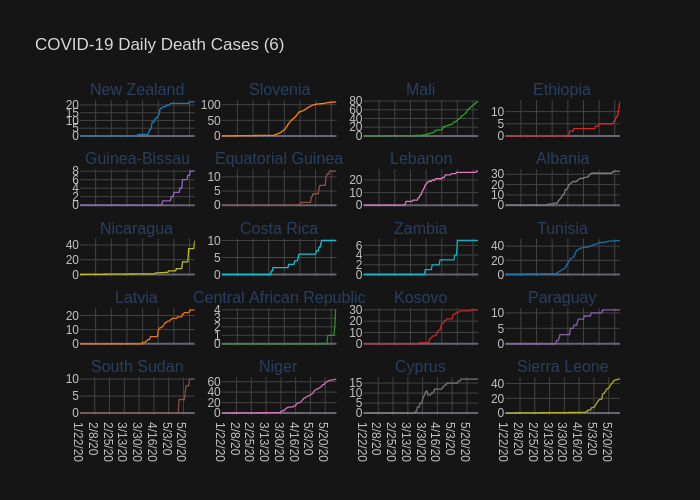 COVID-19 Daily Death Cases (6)
New Zealand Slovenia Mali Ethiopia
20 15 10 5 0
100 50 0
80 60 40 20 0
10 5 0
Guinea-Bissau Equatorial Guinea Lebanon Albania
8 6 4 2 0
10 5 0
20 10 0
30 20 10 0
Nicaragua Costa Rica Zambia Tunisia
40 20 0
10 5 0
6 4 2 0
40 20 0
Latvia Central African Republic Kosovo Paraguay
20 10 0
4 3 2 1 0
30 20 10 0
10 5 0
South Sudan Niger Cyprus Sierra Leone
10 5 0
60 40 20 0
15 10 5 0
40 20 0
1/22/20 2/8/20 2/25/20 3/13/20 3/30/20 4/16/20 5/3/20 5/20/20
1/22/20 2/8/20 2/25/20 3/13/20 3/30/20 4/16/20 5/3/20 5/20/20
1/22/20 2/8/20 2/25/20 3/13/20 3/30/20 4/16/20 5/3/20 5/20/20
1/22/20 2/8/20 2/25/20 3/13/20 3/30/20 4/16/20 5/3/20 5/20/20